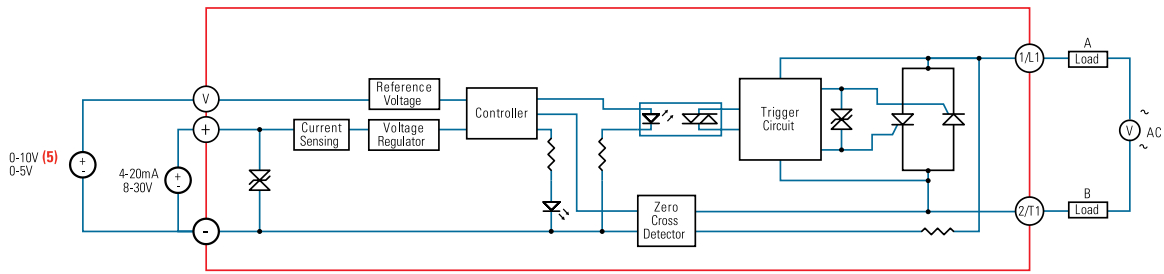 0-10V (5)
0-5V
+
-
4-20mA
8-30V
+
-
V
+
-
Current
Sensing
Reference
Voltage
Voltage
Regulator
Controller
Zero
Cross
Detector
Trigger
Circuit
1/L1
2/T1
A
Load
B
Load
~
V
AC
~